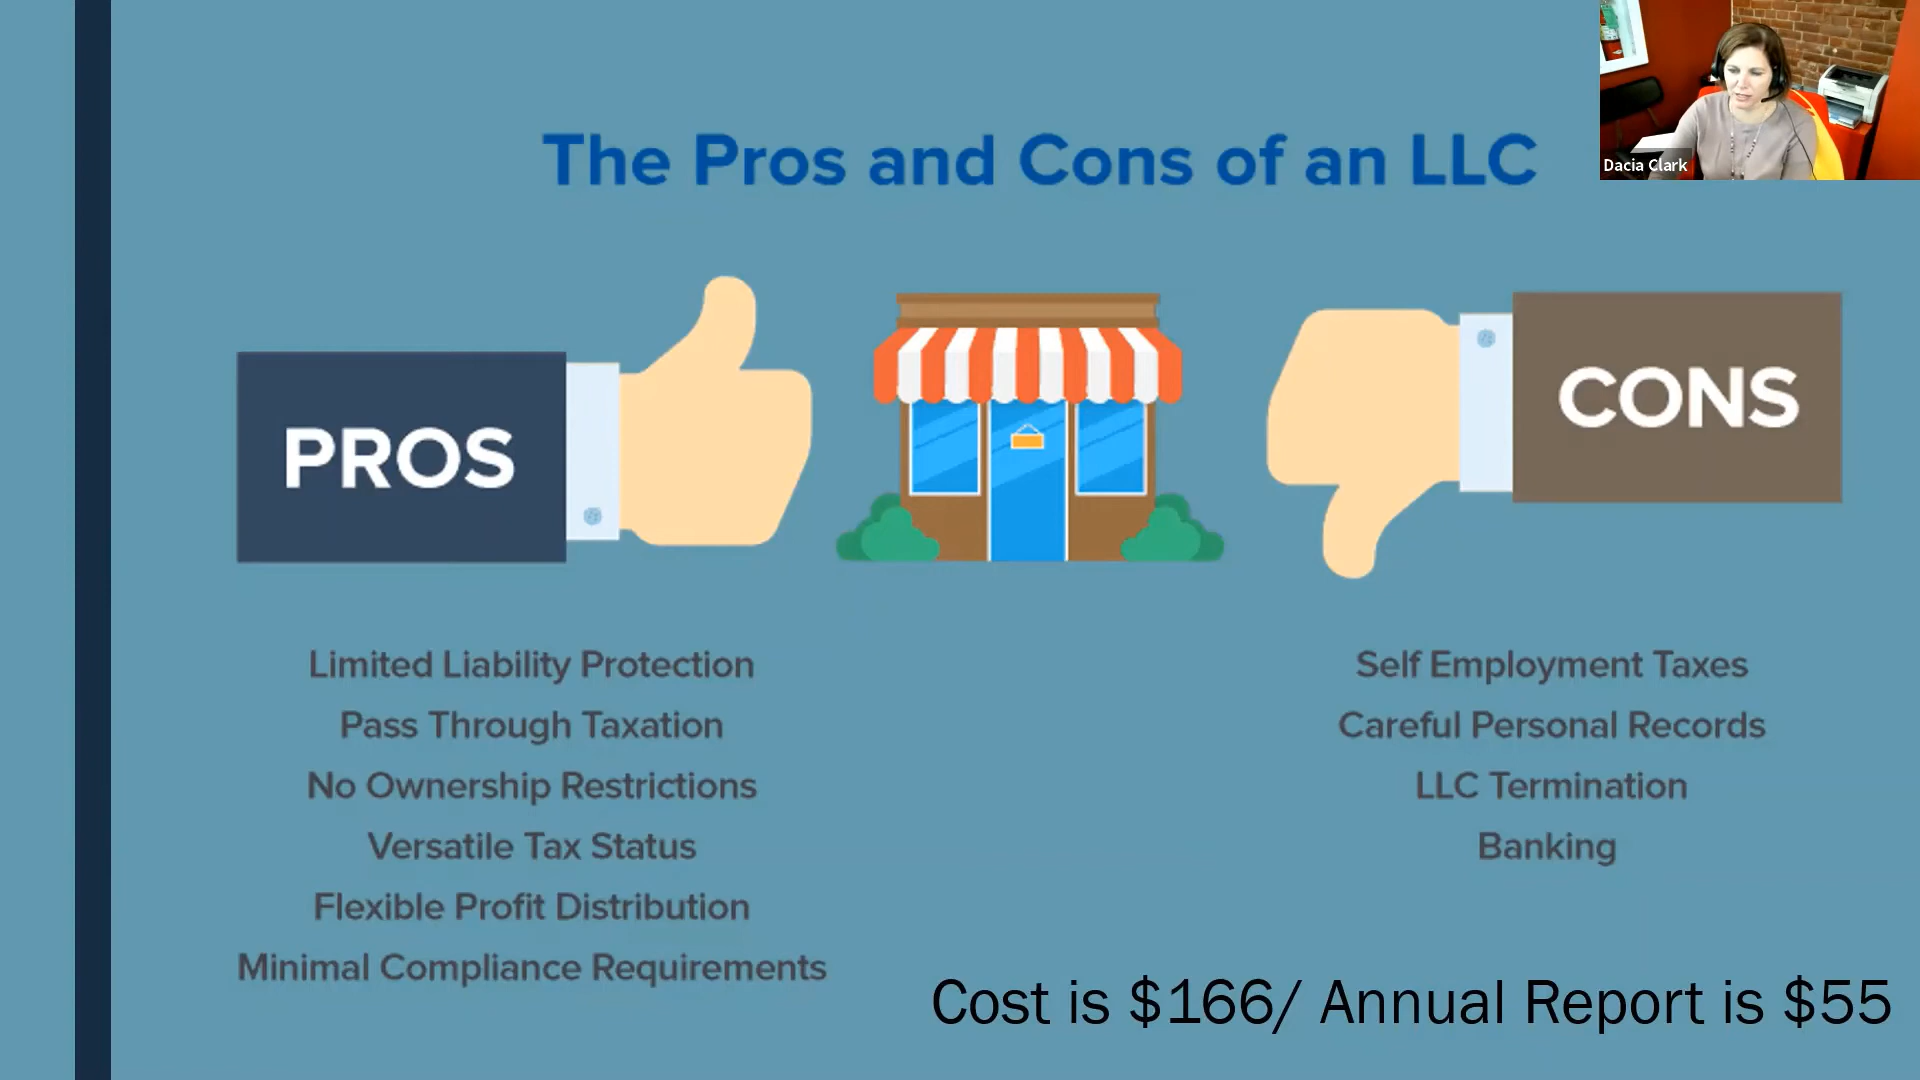 The Pros and Cons of an LLC
Dacia Clark
PROS
CONS
Limited Liability Protection
Pass Through Taxation
No Ownership Restrictions
Versatile Tax Status
Flexible Profit Distribution
Minimal Compliance Requirements
Self Employment Taxes
Careful Personal Records
LLC Termination
Banking
Cost is $166/ Annual Report is $55